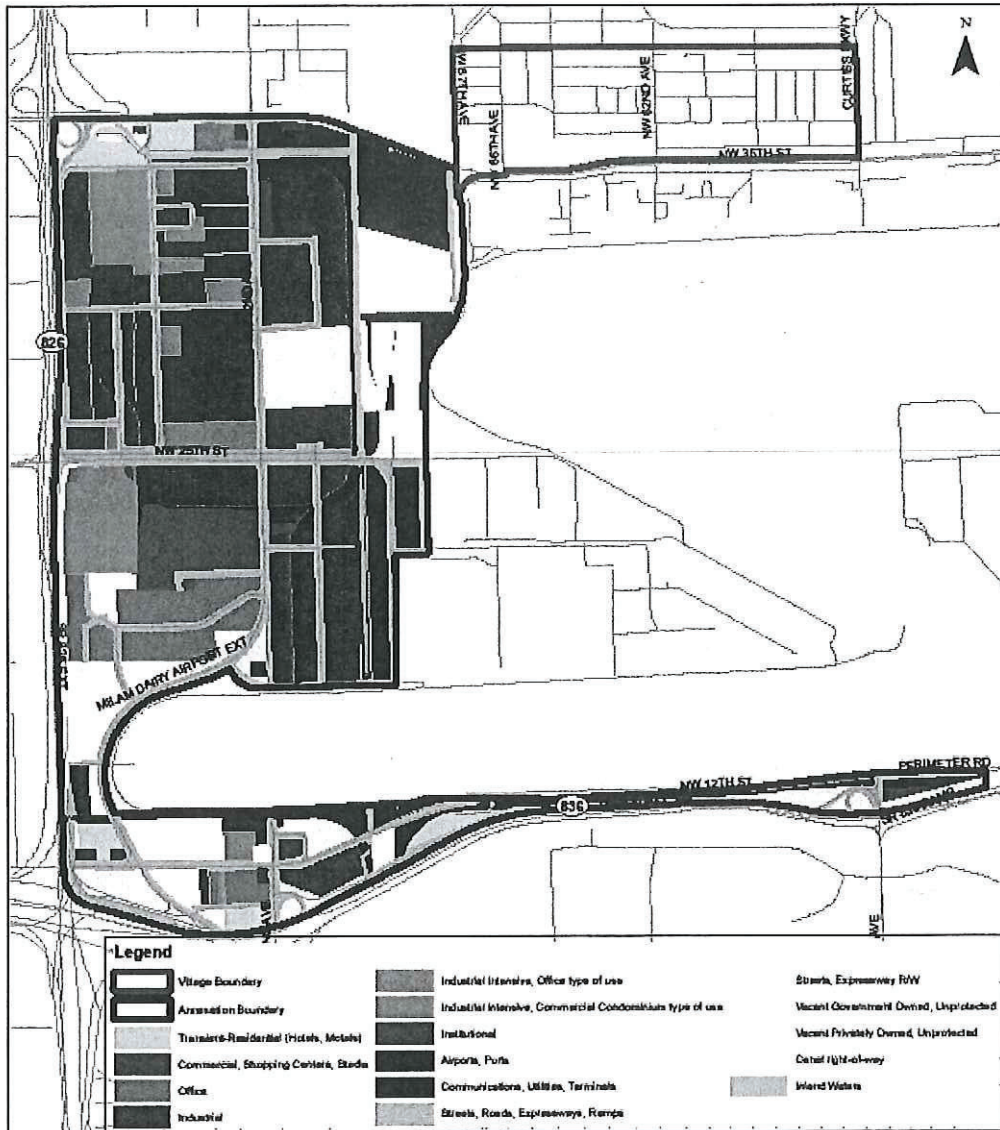 N
NW 66TH AVE
NW 62ND AVE
CURTISS PKWY
NW 36TH ST
826
NW 25TH ST
MILAM DAIRY AIRPORT EXT
PERIMETER RD
NW 12TH ST
836
AVE
Legend
Village Boundary
Annexation Boundary
Transient-Residential (Hotels, Motels)
Commercial, Shopping Centers, Stadia
Office
Industrial
Industrial Intensive, Office type of use
Industrial Intensive, Commercial Condominium type of use
Institutional
Airports, Ports
Communications, Utilities, Terminals
Streets, Roads, Expressways, Ramps
Streets, Expressway R/W
Vacant Government Owned, Unprotected
Vacant Privately Owned, Unprotected
Canal right-of-way
Inland Waters